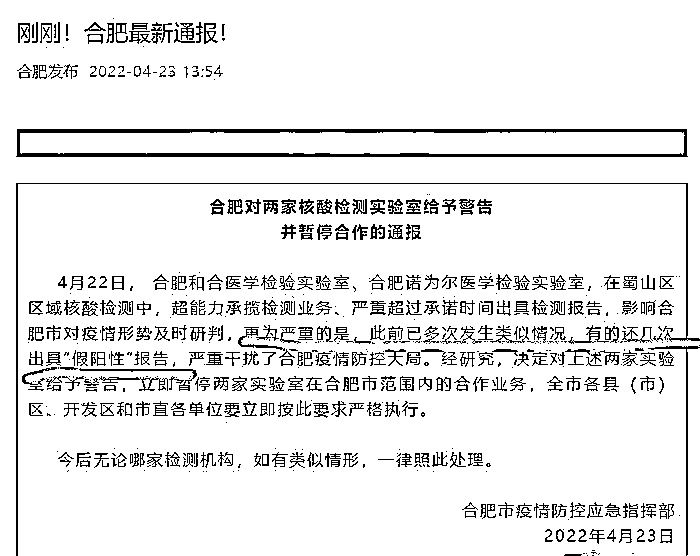 刚刚！合肥最新通报！
合肥发布 2022-04-23 13:54
合肥对两家核酸检测实验室给予警告
并暂停合作的通报
4月22日， 合肥和合医学检验实验室、合肥诺为尔医学检验实验室，在蜀山区
区域核酸检测中，超能力承揽检测业务、严重超过承诺时间出具检测报告，影响合
肥市对疫情形势及时研判，更为严重的是，此前已多次发生类似情况，有的还几次
出具“假阳性”报告，严重干扰了合肥疫情防控大局。经研究，决定对上述两家实验
室给予警告，立即暂停两家实验室在合肥市范围内的合作业务，全市各县（市）
区、开发区和市直各单位要立即按此要求严格执行。
今后无论哪家检测机构，如有类似情形，一律照此处理。
合肥市疫情防控应急指挥部
2022年4月23日